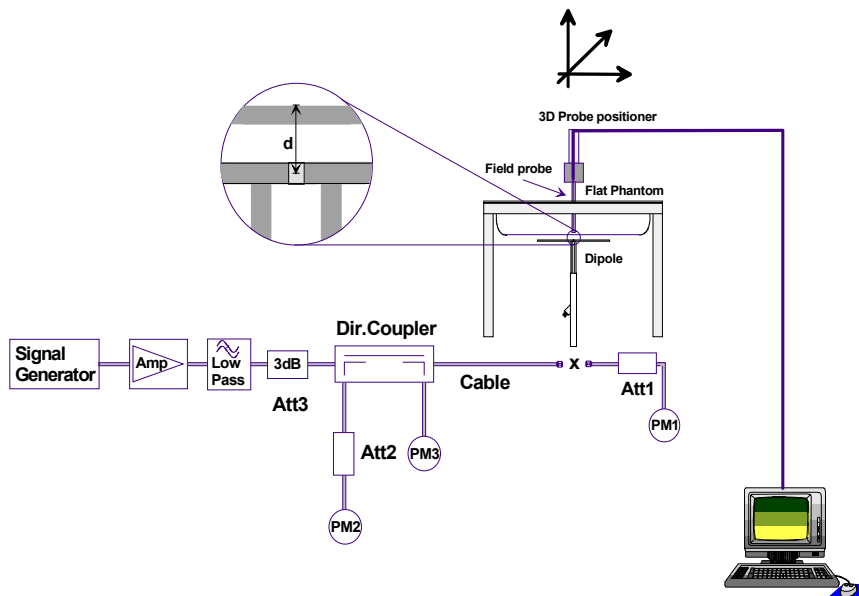 3D Probe positioner
d
Field probe
Flat Phantom
Dipole
Dir.Coupler
Signal
Generator
Amp
Low
Pass
3dB
Att3
Cable
x
Att1
PM1
Att2
PM3
PM2